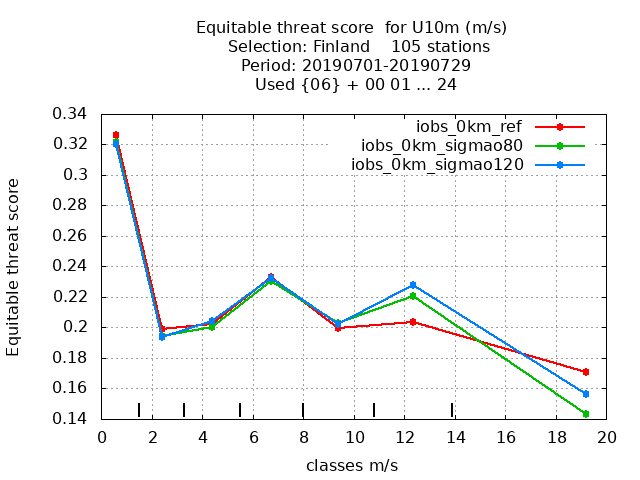 Equitable threat score  for U10m (m/s)
Selection: Finland    105 stations
Period: 20190701-20190729
Used {06} + 00 01 ... 24
iobs_0km_ref
iobs_0km_sigmao80
iobs_0km_sigmao120
Equitable threat score
0.34
0.32
0.3
0.28
0.26
0.24
0.22
0.2
0.18
0.16
0.14
0 2 4 6 8 10 12 14 16 18 20
classes m/s